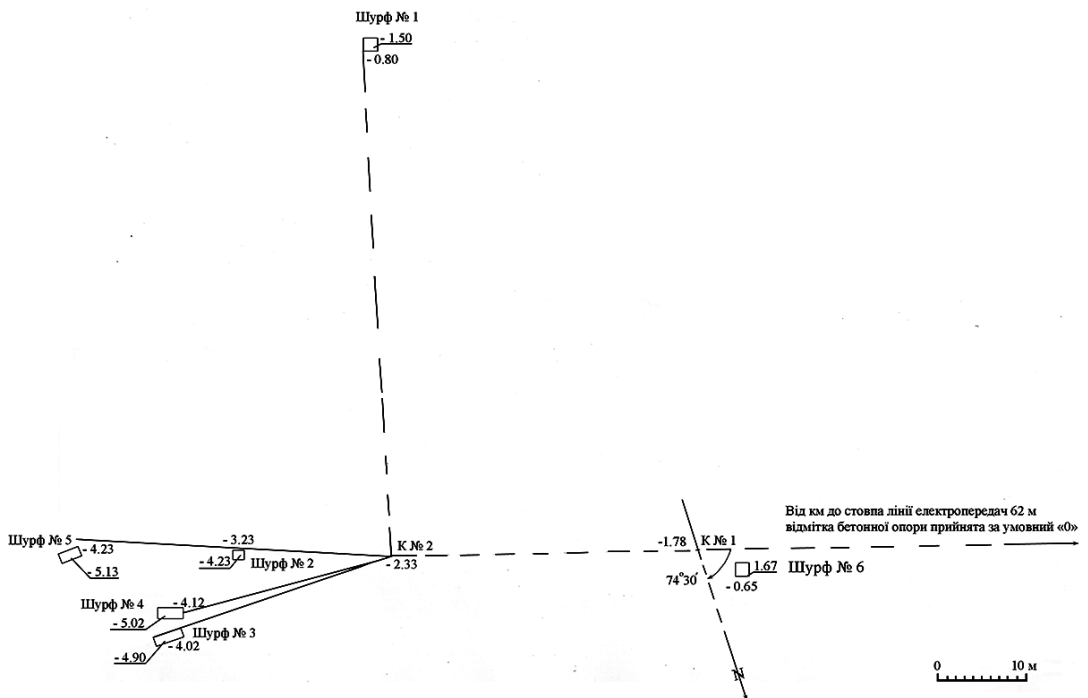 Шурф № 1
- 1.50
- 0.80
Від км до стовпа лінії електропередач 62 м
відмітка бетонної опори прийнята за умовний «0»
Шурф № 5
- 4.23
- 5.13
- 3.23
- 4.23
Шурф № 2
К № 2
- 2.33
-1.78
К № 1
74°30′
1.67
- 0.65
Шурф № 6
Шурф № 4
- 4.12
- 5.02
Шурф № 3
- 4.02
- 4.90
N
0 10 м